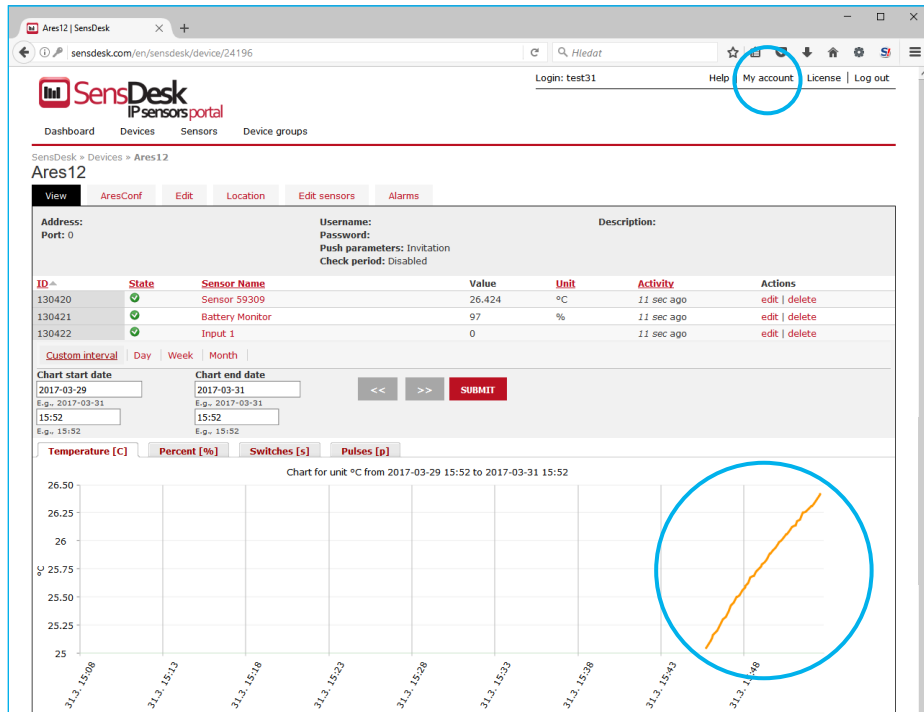 Ares12 | SensDesk
sensdesk.com/en/sensdesk/device/24196
Hledat
SensDesk
IP sensors portal
Login: test31
Help | My account | License | Log out
Dashboard Devices Sensors Device groups
SensDesk » Devices » Ares12
Ares12
View AresConf Edit Location Edit sensors Alarms
Address: Username: Description:
Port: 0 Password:
Push parameters: Invitation
Check period: Disabled
ID State Sensor Name Value Unit Activity Actions
130420 Sensor 59309 26.424 °C 11 sec ago edit | delete
130421 Battery Monitor 97 % 11 sec ago edit | delete
130422 Input 1 0 11 sec ago edit | delete
Custom interval | Day | Week | Month |
Chart start date Chart end date
2017-03-29 2017-03-31 << >> SUBMIT
E.g., 2017-03-31 E.g., 2017-03-31
15:52 15:52
E.g., 15:52 E.g., 15:52
Temperature [C] Percent [%] Switches [s] Pulses [p]
Chart for unit °C from 2017-03-29 15:52 to 2017-03-31 15:52
26.50
26.25
26
25.75
°C
25.50
25.25
25
31.3. 15:08 31.3. 15:13 31.3. 15:18 31.3. 15:23 31.3. 15:28 31.3. 15:33 31.3. 15:38 31.3. 15:43 31.3. 15:48